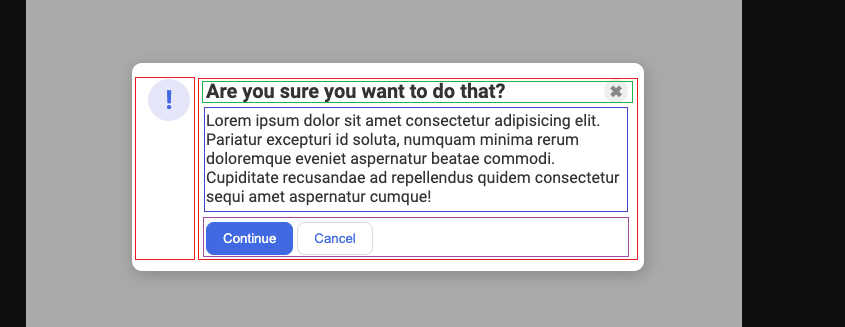 !
Are you sure you want to do that? ✖
Lorem ipsum dolor sit amet consectetur adipisicing elit.
Pariatur excepturi id soluta, numquam minima rerum
doloremque eveniet aspernatur beatae commodi.
Cupiditate recusandae ad repellendus quidem consectetur
sequi amet aspernatur cumque!
Continue Cancel